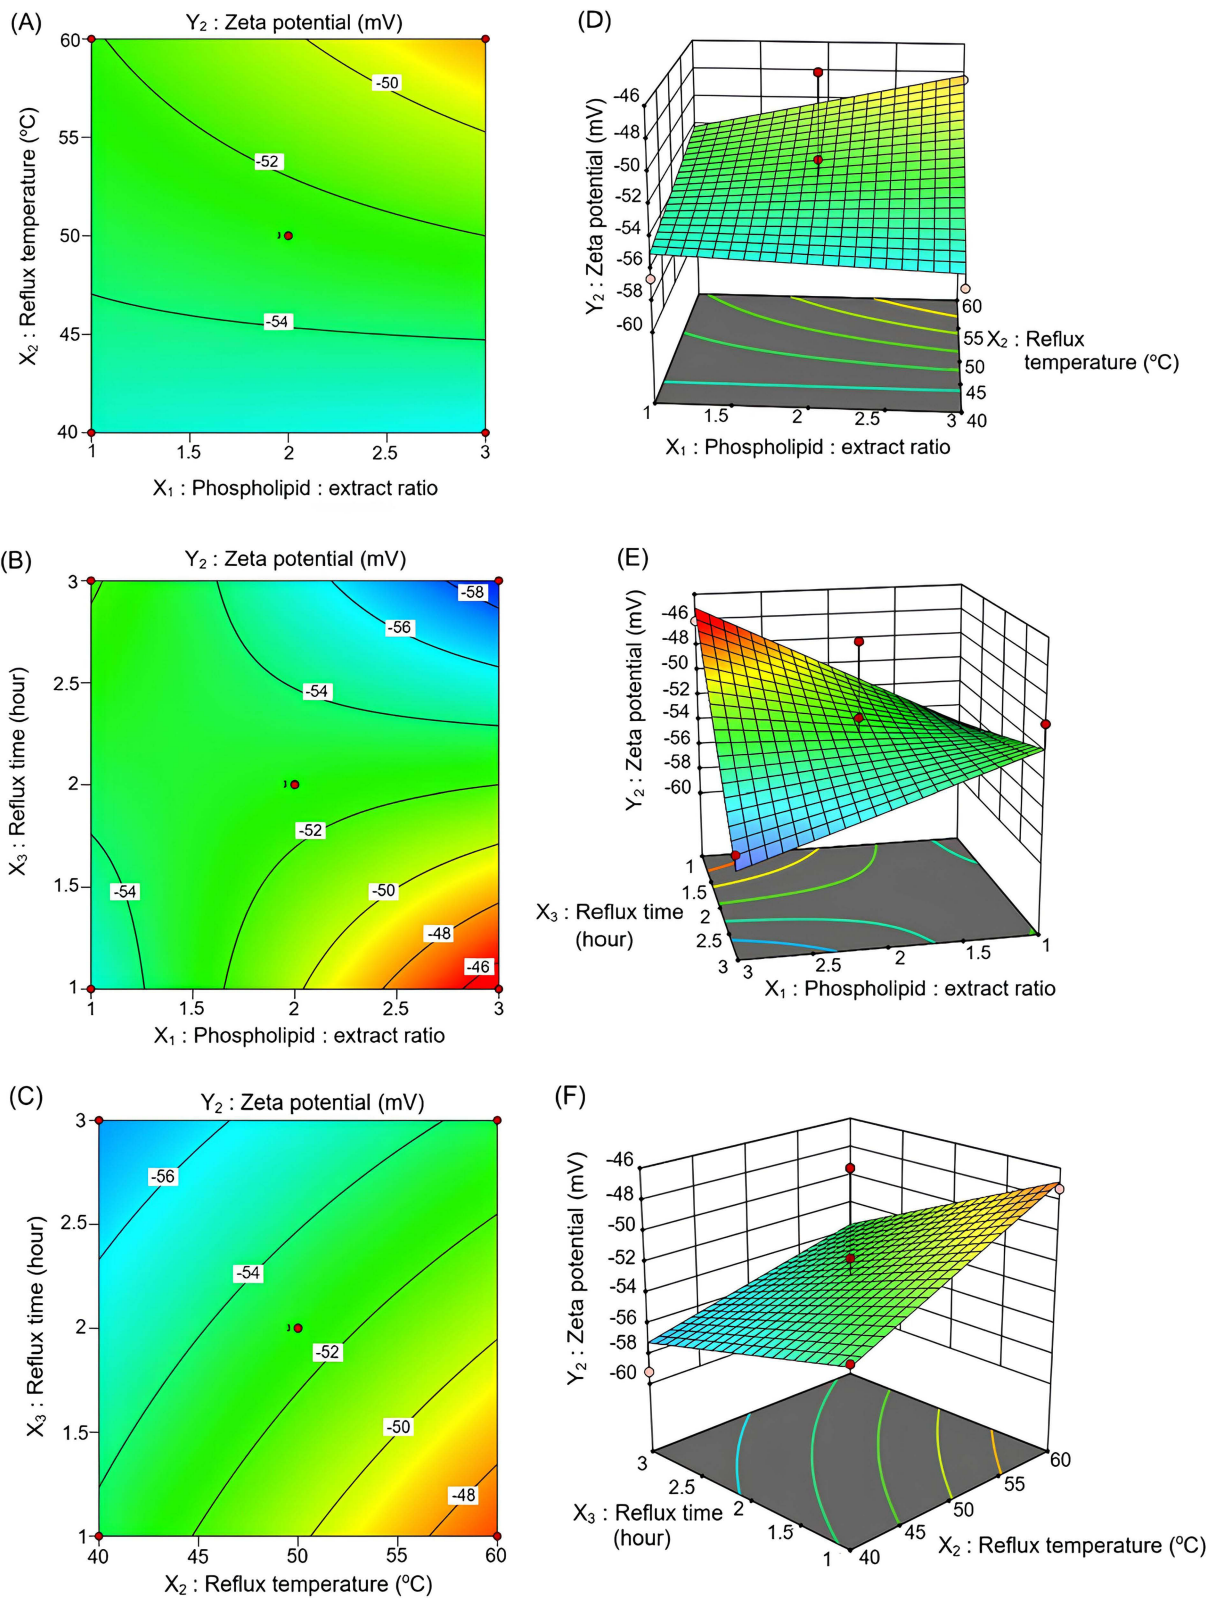 (A)
Y₂ : Zeta potential (mV)
X₂ : Reflux temperature (°C)
60
55
50
45
40
-50
-52
-54
1 1.5 2 2.5 3
X₁ : Phospholipid : extract ratio
(D)
Y₂ : Zeta potential (mV)
-46
-48
-50
-52
-54
-56
-58
-60
60
55
50
45
40
X₂ : Reflux
temperature (°C)
1 1.5 2 2.5 3
X₁ : Phospholipid : extract ratio
(B)
Y₂ : Zeta potential (mV)
X₃ : Reflux time (hour)
3
2.5
2
1.5
1
-58
-56
-54
-52
-54
-50
-48
-46
1 1.5 2 2.5 3
X₁ : Phospholipid : extract ratio
(E)
Y₂ : Zeta potential (mV)
-46
-48
-50
-52
-54
-56
-58
-60
1
1.5
2
2.5
3
X₃ : Reflux time
(hour)
3 2.5 2 1.5 1
X₁ : Phospholipid : extract ratio
(C)
Y₂ : Zeta potential (mV)
X₃ : Reflux time (hour)
3
2.5
2
1.5
1
-56
-54
-52
-50
-48
40 45 50 55 60
X₂ : Reflux temperature (°C)
(F)
Y₂ : Zeta potential (mV)
-46
-48
-50
-52
-54
-56
-58
-60
3
2.5
2
1.5
1
X₃ : Reflux time
(hour)
60
55
50
45
40
X₂ : Reflux temperature (°C)